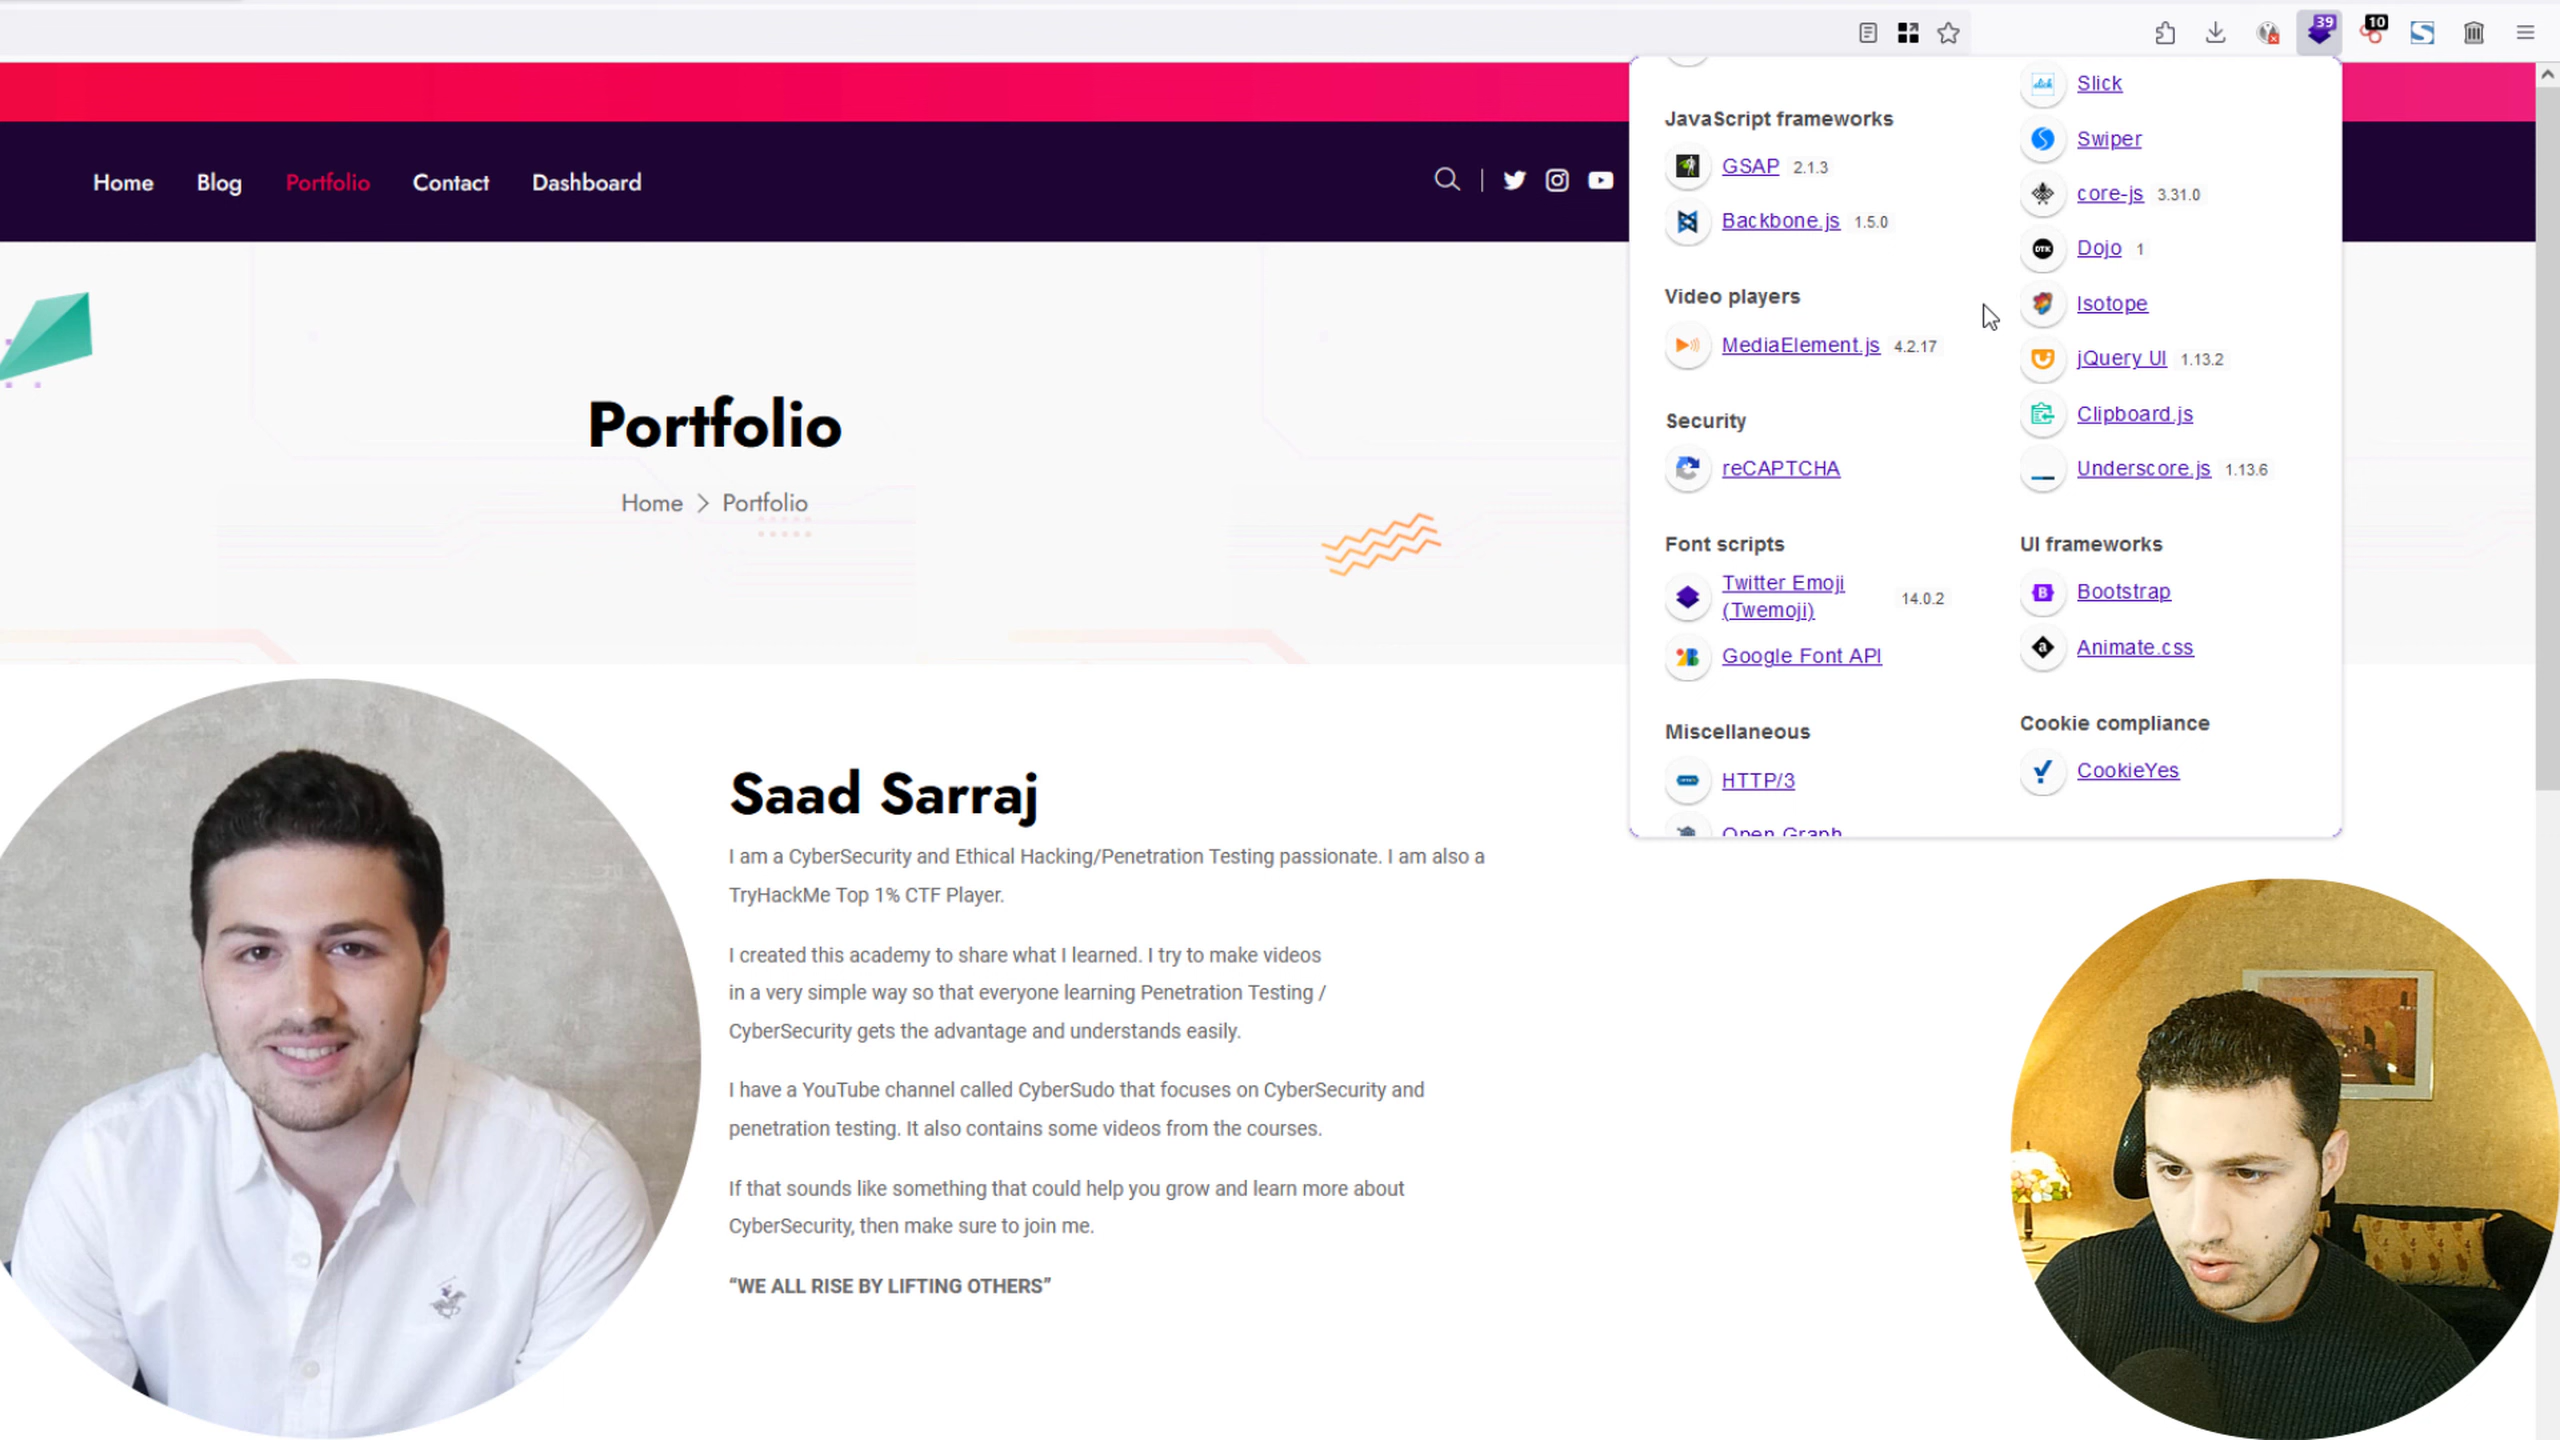 39
10
Home
Blog
Portfolio
Contact
Dashboard
Portfolio
Home > Portfolio
Saad Sarraj
I am a CyberSecurity and Ethical Hacking/Penetration Testing passionate. I am also a
TryHackMe Top 1% CTF Player.
I created this academy to share what I learned. I try to make videos
in a very simple way so that everyone learning Penetration Testing /
CyberSecurity gets the advantage and understands easily.
I have a YouTube channel called CyberSudo that focuses on CyberSecurity and
penetration testing. It also contains some videos from the courses.
If that sounds like something that could help you grow and learn more about
CyberSecurity, then make sure to join me.
“WE ALL RISE BY LIFTING OTHERS”
JavaScript frameworks
GSAP 2.1.3
Backbone.js 1.5.0
Video players
MediaElement.js 4.2.17
Security
reCAPTCHA
Font scripts
Twitter Emoji
(Twemoji) 14.0.2
Google Font API
Miscellaneous
HTTP/3
Open Graph
Slick
Swiper
core-js 3.31.0
Dojo 1
Isotope
jQuery UI 1.13.2
Clipboard.js
Underscore.js 1.13.6
UI frameworks
Bootstrap
Animate.css
Cookie compliance
CookieYes